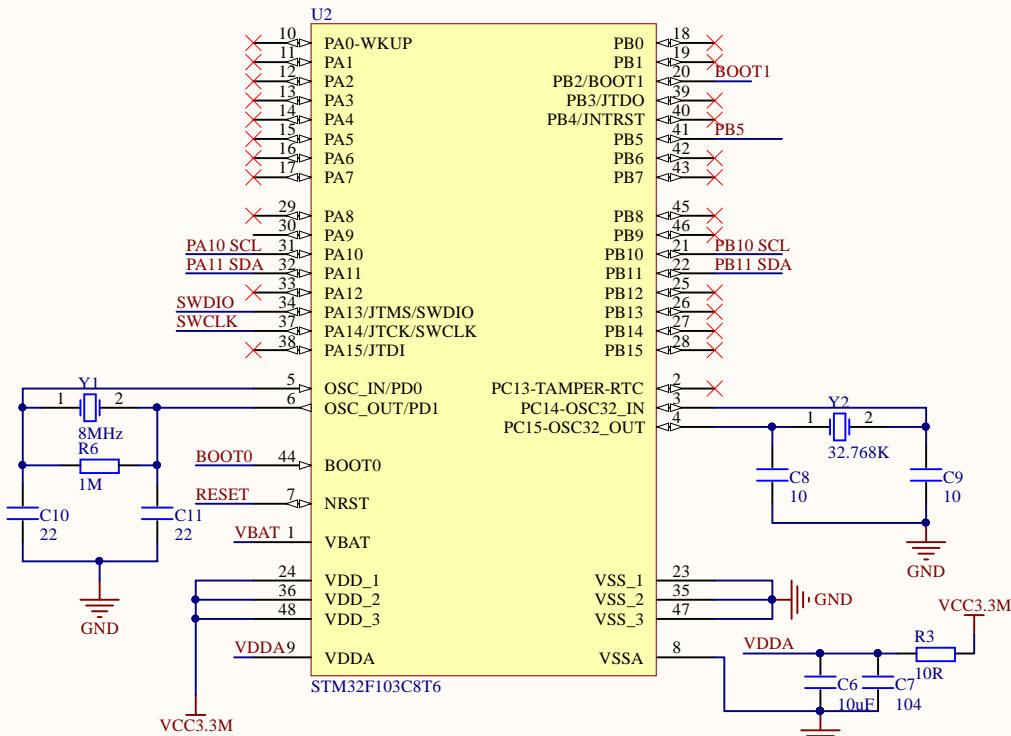 U2
10 PA0-WKUP PB0 18
11 PA1 PB1 19
12 PA2 PB2/BOOT1 20 BOOT1
13 PA3 PB3/JTDO 39
14 PA4 PB4/JNTRST 40
15 PA5 PB5 41 PB5
16 PA6 PB6 42
17 PA7 PB7 43
29 PA8 PB8 45
30 PA9 PB9 46
PA10 SCL 31 PA10 PB10 21 PB10 SCL
PA11 SDA 32 PA11 PB11 22 PB11 SDA
33 PA12 PB12 25
SWDIO 34 PA13/JTMS/SWDIO PB13 26
SWCLK 37 PA14/JTCK/SWCLK PB14 27
38 PA15/JTDI PB15 28
5 OSC_IN/PD0 PC13-TAMPER-RTC 2
Y1
1 2 6 OSC_OUT/PD1 PC14-OSC32_IN 3 Y2
8MHz PC15-OSC32_OUT 4 1 2
32.768K
R6
1M
BOOT0 44 BOOT0
C8
10
C9
10
RESET 7 NRST
C10
22
C11
22
VBAT 1 VBAT
GND
24 VDD_1 VSS_1 23
36 VDD_2 VSS_2 35 GND
48 VDD_3 VSS_3 47
GND
VCC3.3M
VDDA 9 VDDA VSSA 8
VDDA
R3
10R
C6
10uF
C7
104
STM32F103C8T6
VCC3.3M